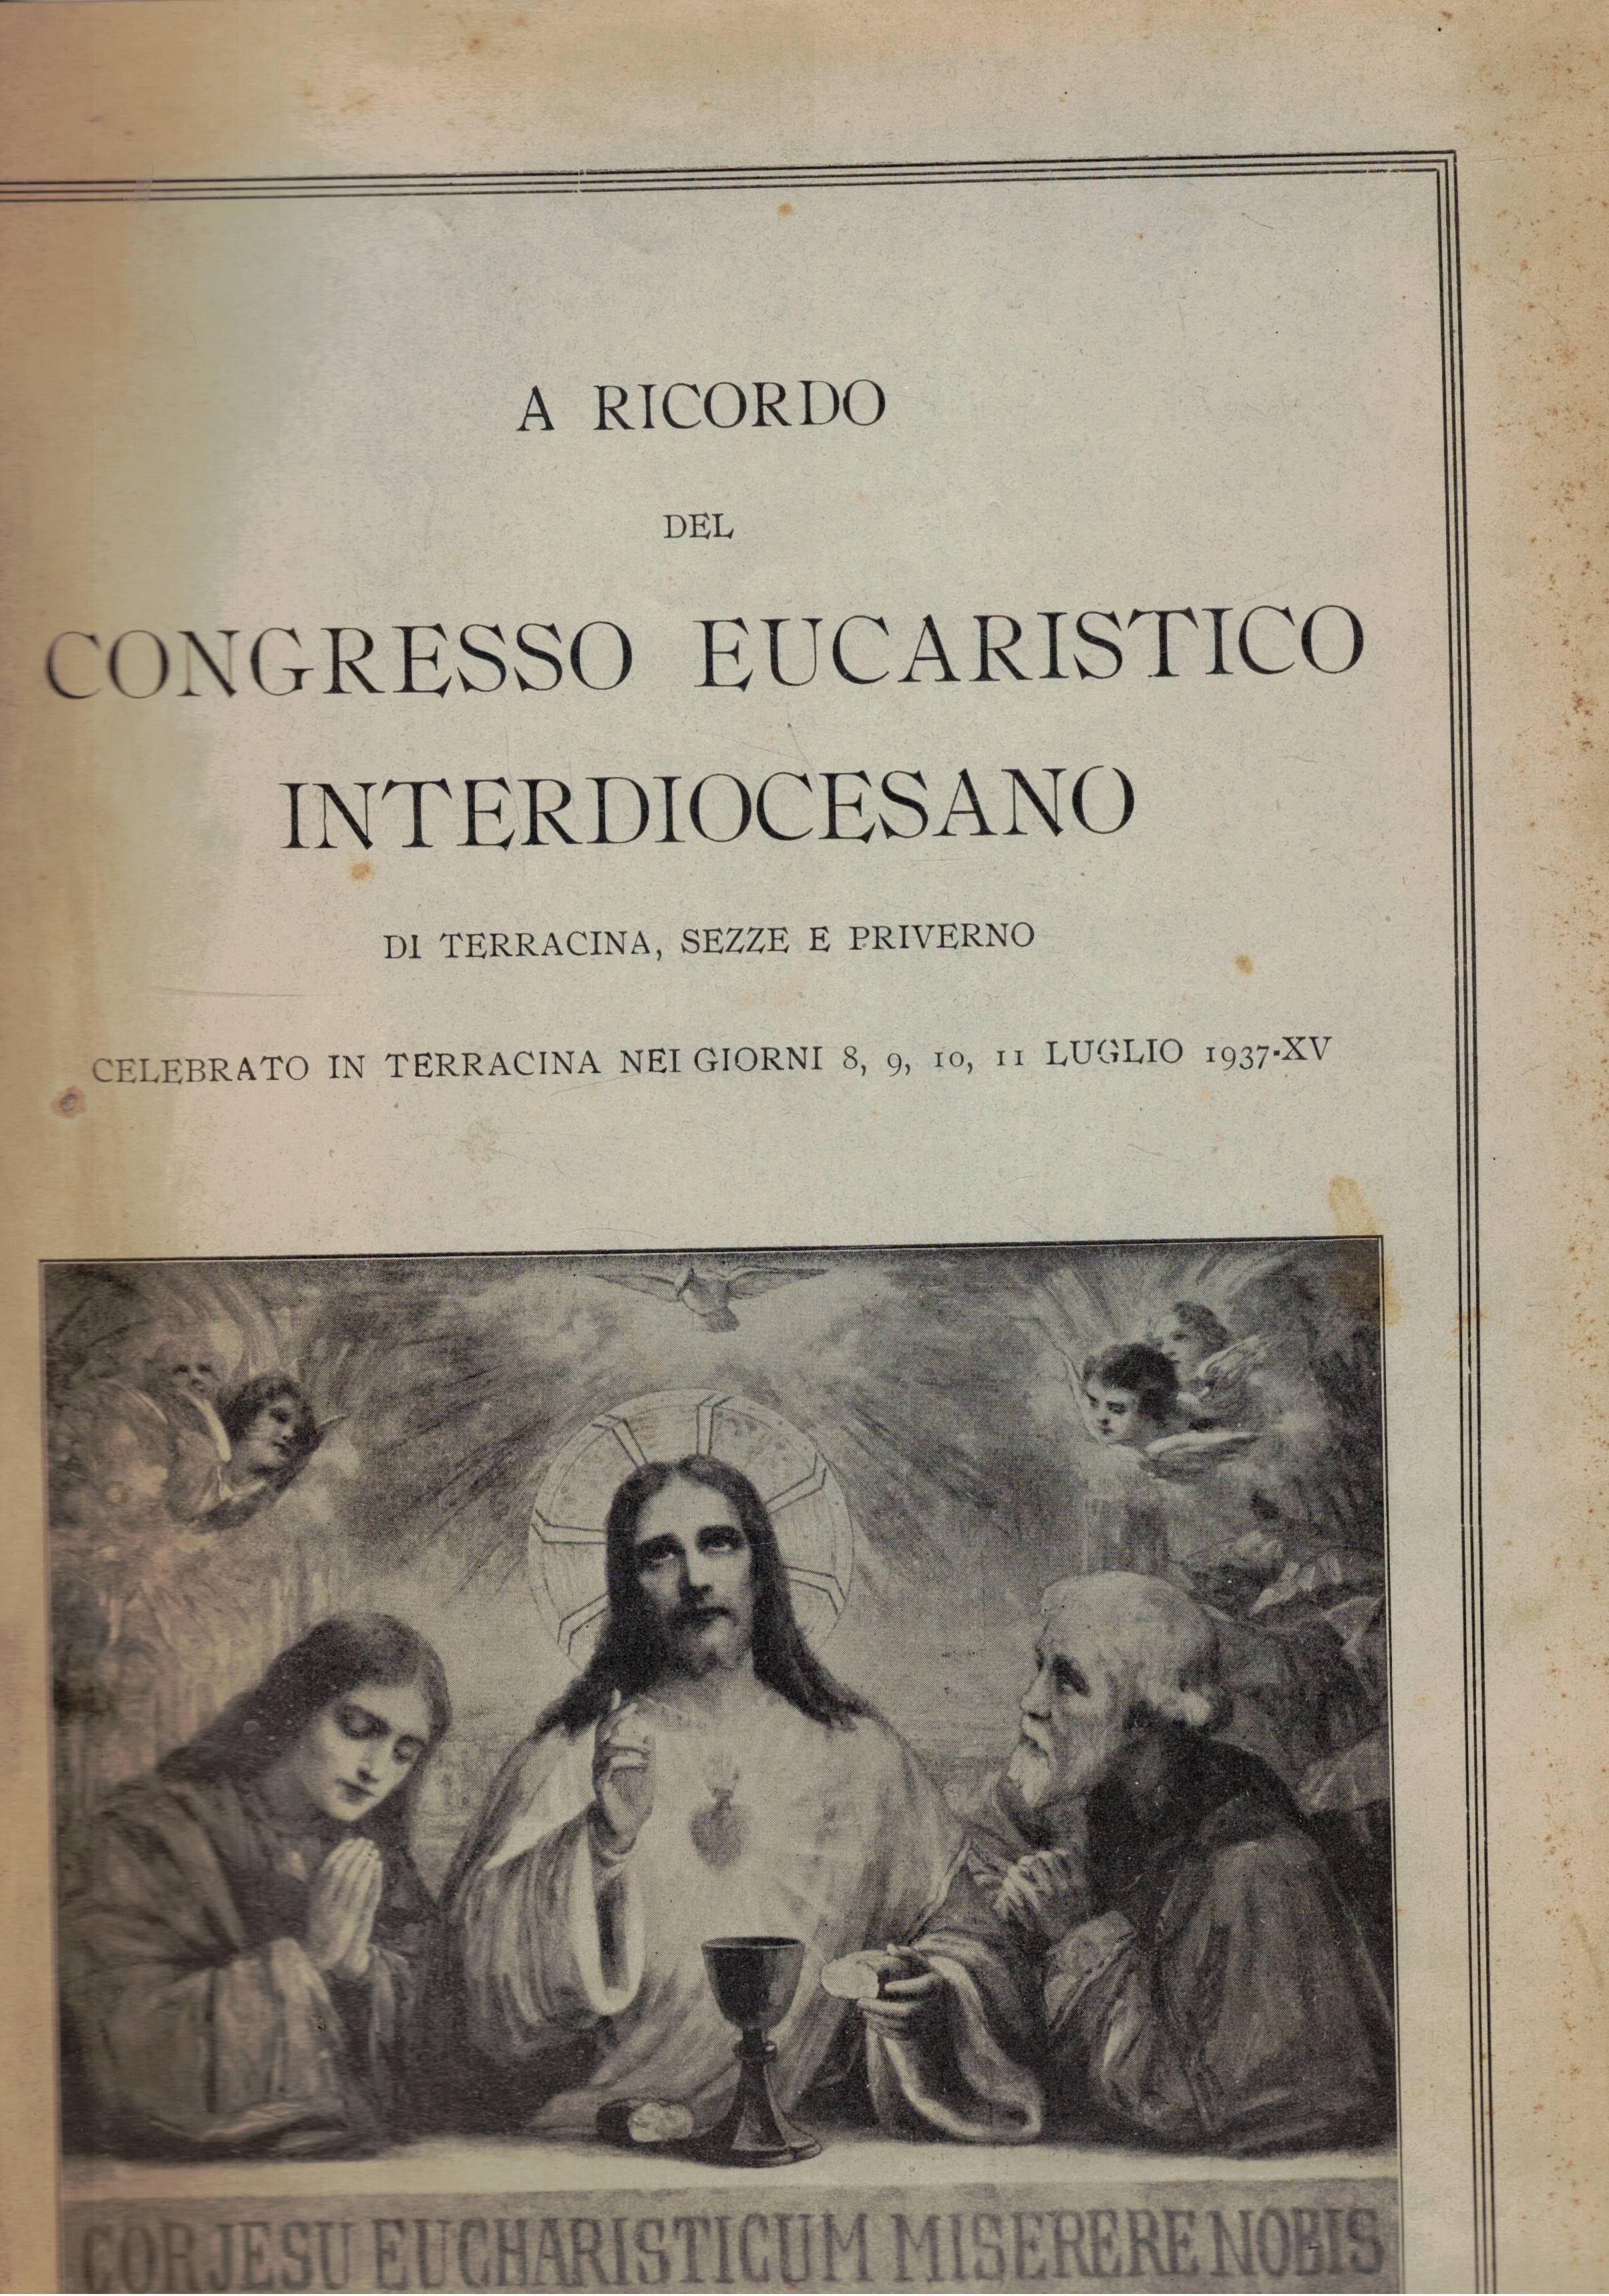 A RICORDO
DEL
CONGRESSO EUCARISTICO
INTERDIOCESANO
DI TERRACINA, SEZZE E PRIVERNO
CELEBRATO IN TERRACINA NEI GIORNI 8, 9, 10, 11 LUGLIO 1937-XV
COR JESU EUCHARISTICUM MISERERE NOBIS